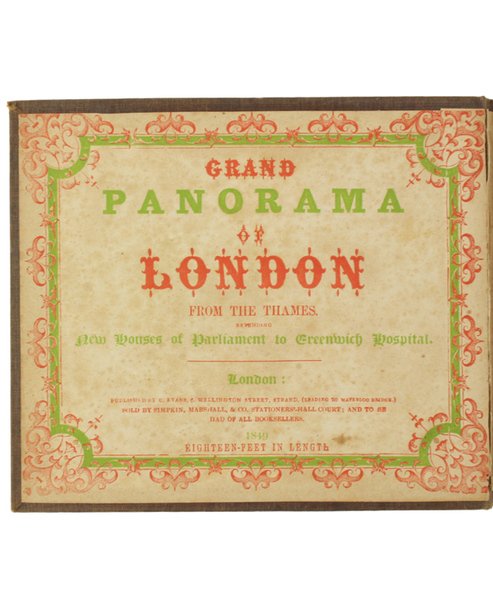 GRAND
PANORAMA
OF
LONDON
FROM THE THAMES.
EXTENDING
New Houses of Parliament to Greenwich Hospital.
London:
PUBLISHED BY C. EVANS, 2, WELLINGTON STREET, STRAND, (LEADING TO WATERLOO BRIDGE.)
SOLD BY SIMPKIN, MARSHALL, & CO., STATIONERS-HALL COURT; AND TO BE
HAD OF ALL BOOKSELLERS.
1849
EIGHTEEN-FEET IN LENGTH